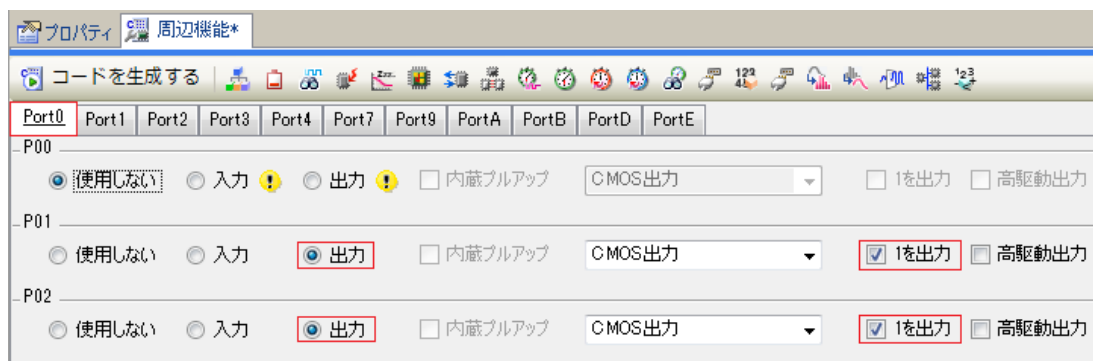 プロパティ 周辺機能*
コードを生成する
Port0 Port1 Port2 Port3 Port4 Port7 Port9 PortA PortB PortD PortE
P00
使用しない 入力 出力 内蔵プルアップ CMOS出力 1を出力 高駆動出力
P01
使用しない 入力 出力 内蔵プルアップ CMOS出力 1を出力 高駆動出力
P02
使用しない 入力 出力 内蔵プルアップ CMOS出力 1を出力 高駆動出力